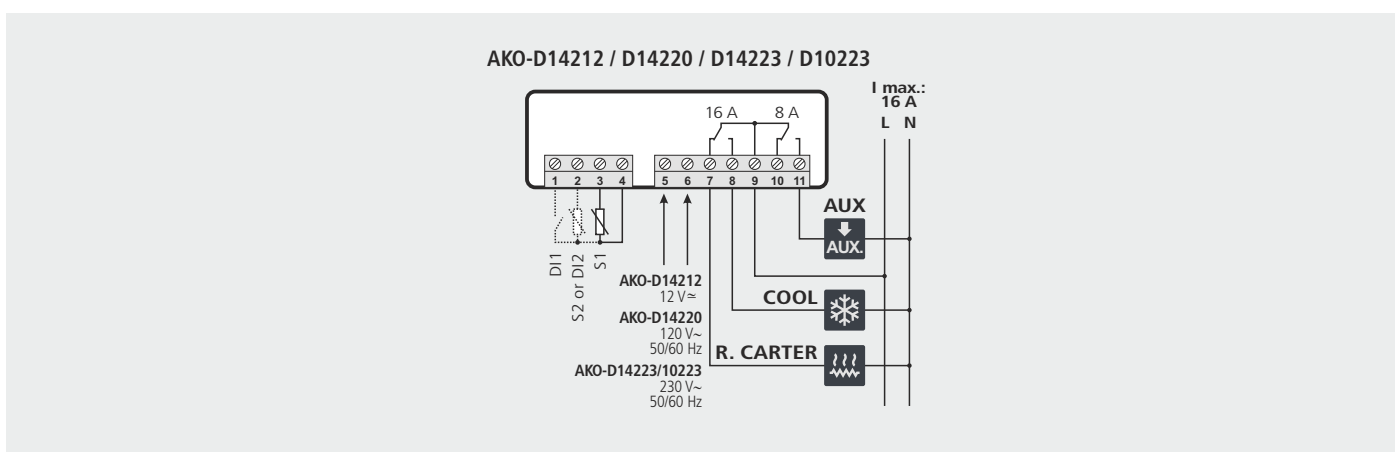 AKO-D14212 / D14220 / D14223 / D10223
I max.:
16 A
L N
16 A 8 A
1 2 3 4 5 6 7 8 9 10 11
DI1
S2 or DI2
S1
AUX
AUX.
AKO-D14212
12 V≃
COOL
AKO-D14220
120 V~
50/60 Hz
R. CARTER
AKO-D14223/10223
230 V~
50/60 Hz